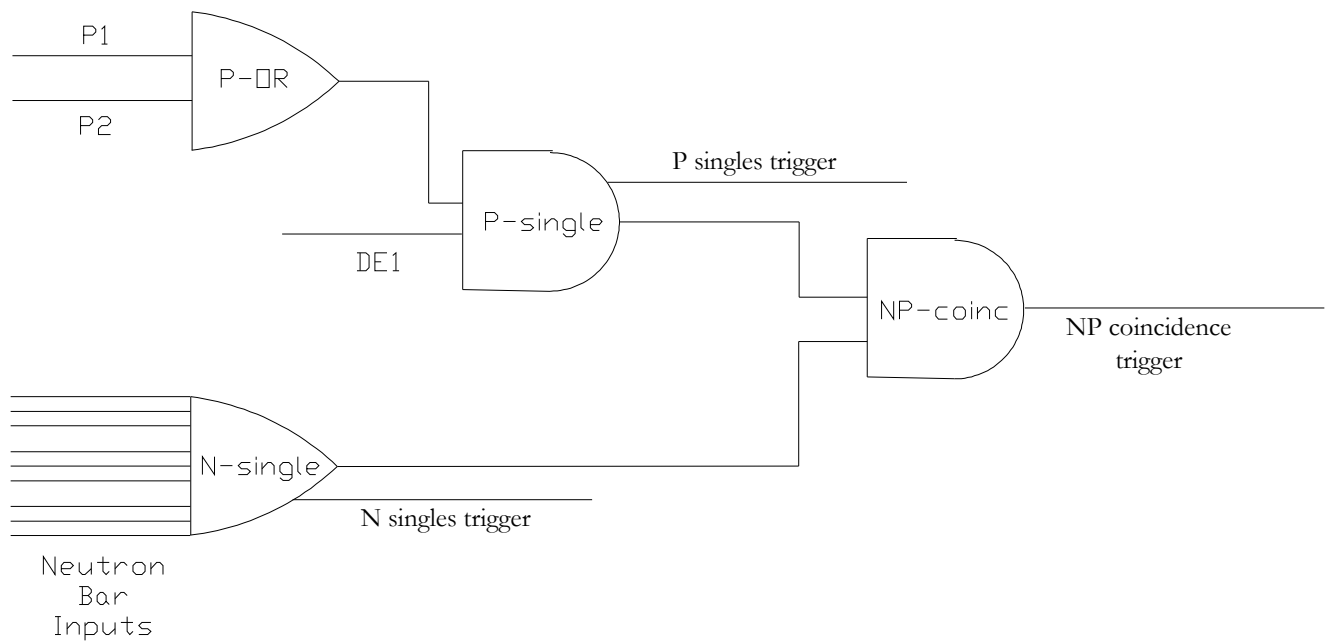 P1
P-OR
P2
P singles trigger
P-single
DE1
NP-coinc
NP coincidence
trigger
N-single
N singles trigger
Neutron
Bar
Inputs